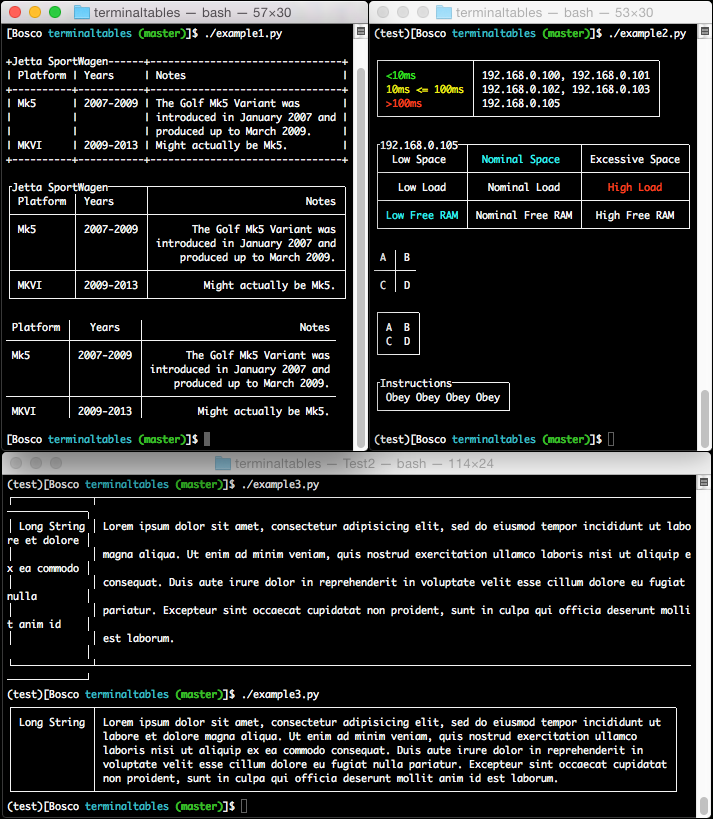 terminaltables — bash — 57×30
[Bosco terminaltables (master)]$ ./example1.py
+Jetta SportWagen------+----------------------------------+
| Platform | Years     | Notes                            |
+----------+-----------+----------------------------------+
| Mk5      | 2007-2009 | The Golf Mk5 Variant was         |
|          |           | introduced in January 2007 and   |
|          |           | produced up to March 2009.       |
| MKVI     | 2009-2013 | Might actually be Mk5.           |
+----------+-----------+----------------------------------+
Jetta SportWagen
Platform Years Notes
Mk5 2007-2009 The Golf Mk5 Variant was
introduced in January 2007 and
produced up to March 2009.
MKVI 2009-2013 Might actually be Mk5.
Platform Years Notes
Mk5 2007-2009 The Golf Mk5 Variant was
introduced in January 2007 and
produced up to March 2009.
MKVI 2009-2013 Might actually be Mk5.
[Bosco terminaltables (master)]$
terminaltables — bash — 53×30
(test)[Bosco terminaltables (master)]$ ./example2.py
<10ms 192.168.0.100, 192.168.0.101
10ms <= 100ms 192.168.0.102, 192.168.0.103
>100ms 192.168.0.105
192.168.0.105
Low Space Nominal Space Excessive Space
Low Load Nominal Load High Load
Low Free RAM Nominal Free RAM High Free RAM
A B
C D
A B
C D
Instructions
Obey Obey Obey Obey
(test)[Bosco terminaltables (master)]$
terminaltables — Test2 — bash — 114×24
(test)[Bosco terminaltables (master)]$ ./example3.py
Long String Lorem ipsum dolor sit amet, consectetur adipisicing elit, sed do eiusmod tempor incididunt ut labo
re et dolore
magna aliqua. Ut enim ad minim veniam, quis nostrud exercitation ullamco laboris nisi ut aliquip e
x ea commodo
consequat. Duis aute irure dolor in reprehenderit in voluptate velit esse cillum dolore eu fugiat
nulla
pariatur. Excepteur sint occaecat cupidatat non proident, sunt in culpa qui officia deserunt molli
t anim id
est laborum.
(test)[Bosco terminaltables (master)]$ ./example3.py
Long String Lorem ipsum dolor sit amet, consectetur adipisicing elit, sed do eiusmod tempor incididunt ut
labore et dolore magna aliqua. Ut enim ad minim veniam, quis nostrud exercitation ullamco
laboris nisi ut aliquip ex ea commodo consequat. Duis aute irure dolor in reprehenderit in
voluptate velit esse cillum dolore eu fugiat nulla pariatur. Excepteur sint occaecat cupidatat
non proident, sunt in culpa qui officia deserunt mollit anim id est laborum.
(test)[Bosco terminaltables (master)]$